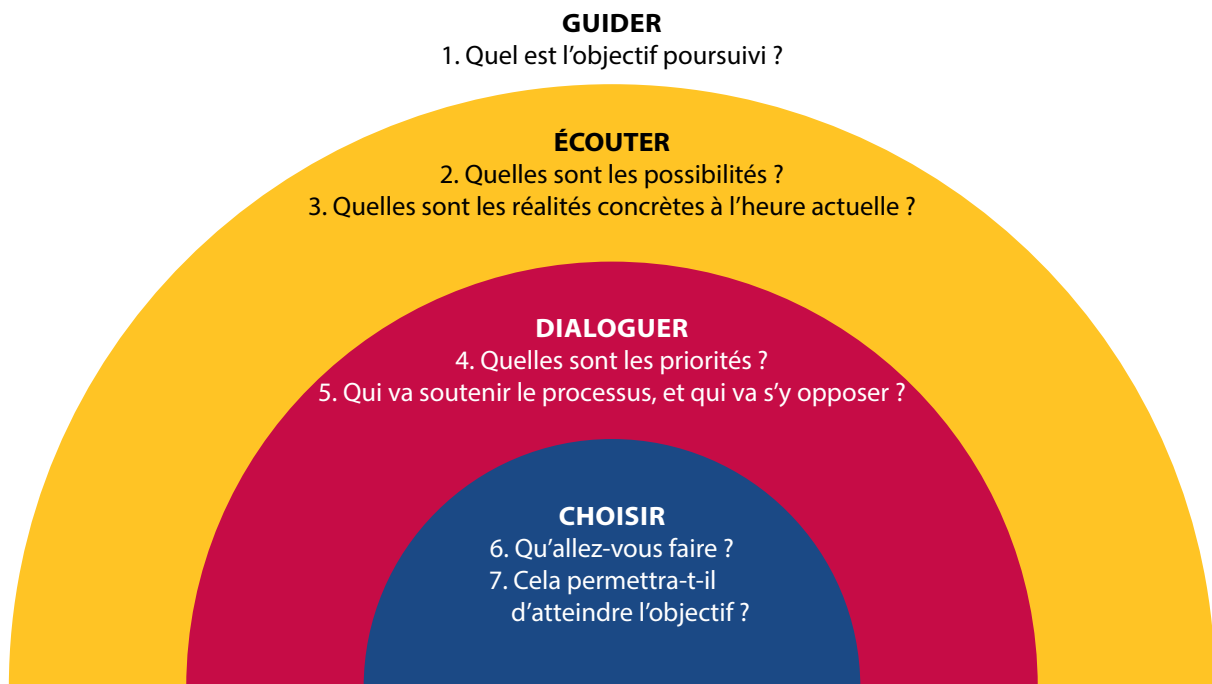 GUIDER
1. Quel est l’objectif poursuivi ?
ÉCOUTER
2. Quelles sont les possibilités ?
3. Quelles sont les réalités concrètes à l’heure actuelle ?
DIALOGUER
4. Quelles sont les priorités ?
5. Qui va soutenir le processus, et qui va s’y opposer ?
CHOISIR
6. Qu’allez-vous faire ?
7. Cela permettra-t-il
d’atteindre l’objectif ?